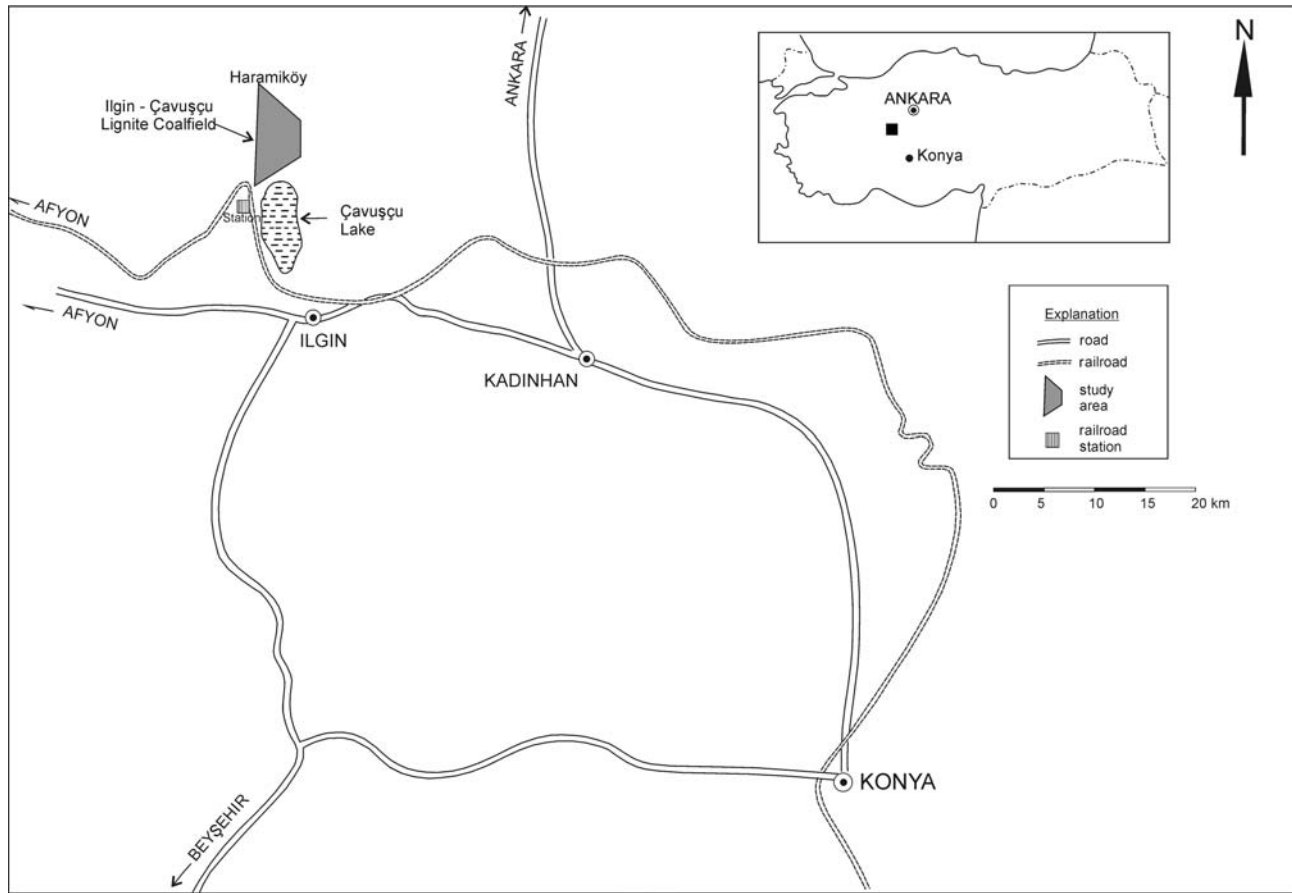 N
ANKARA
Haramiköy
Ilgin - Çavuşçu
Lignite Coalfield
ANKARA
Konya
AFYON
Station
Çavuşçu
Lake
AFYON
ILGIN
KADINHAN
Explanation
road
railroad
study
area
railroad
station
0 5 10 15 20 km
KONYA
BEYŞEHIR